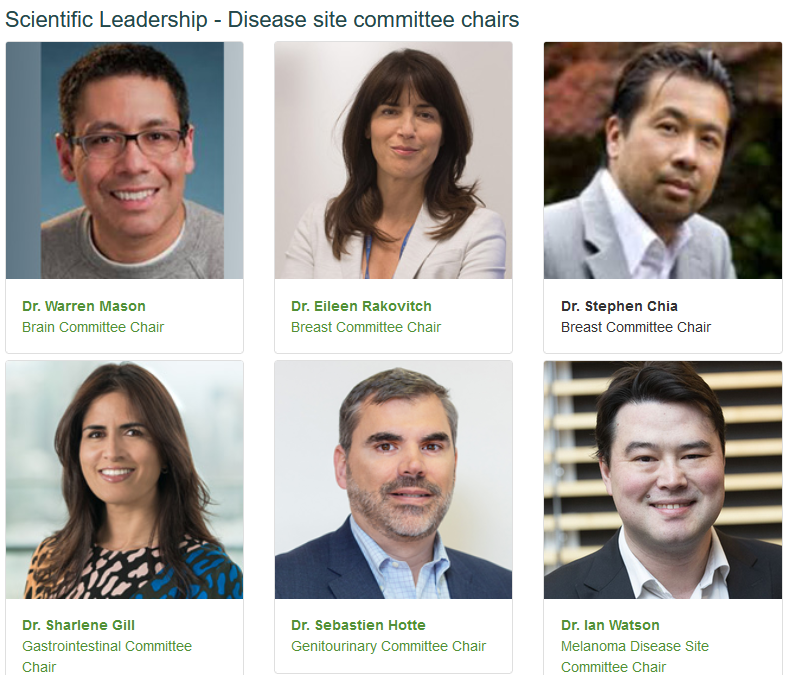 Scientific Leadership - Disease site committee chairs
Dr. Warren Mason
Brain Committee Chair
Dr. Eileen Rakovitch
Breast Committee Chair
Dr. Stephen Chia
Breast Committee Chair
Dr. Sharlene Gill
Gastrointestinal Committee
Chair
Dr. Sebastien Hotte
Genitourinary Committee Chair
Dr. Ian Watson
Melanoma Disease Site
Committee Chair